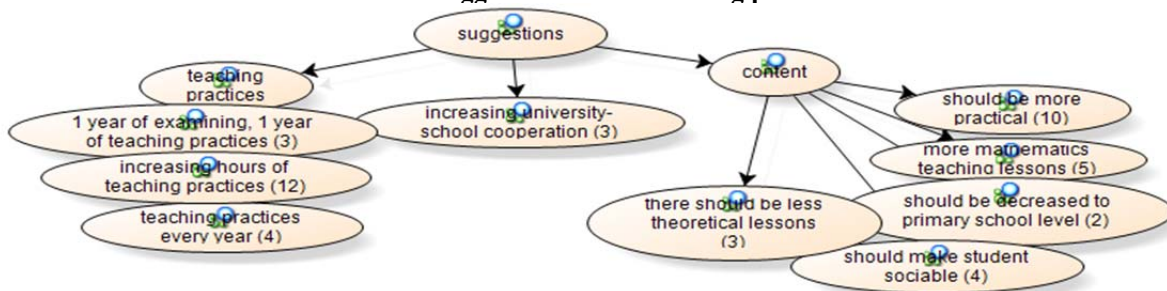 suggestions
teaching
practices
1 year of examining, 1 year
of teaching practices (3)
increasing hours of
teaching practices (12)
teaching practices
every year (4)
increasing university-
school cooperation (3)
content
should be more
practical (10)
more mathematics
teaching lessons (5)
should be decreased to
primary school level (2)
there should be less
theoretical lessons
(3)
should make student
sociable (4)